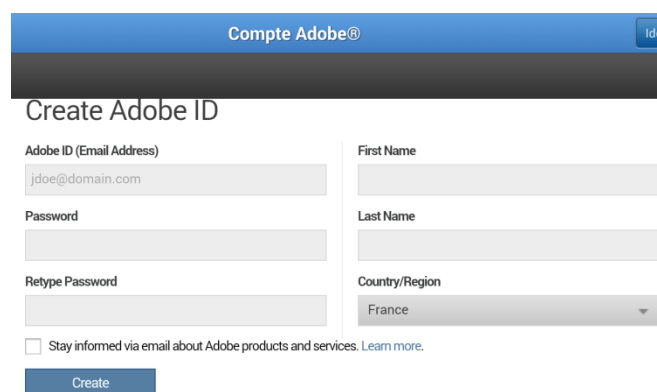 Compte Adobe®
Create Adobe ID
Adobe ID (Email Address)
jdoe@domain.com
Password
Retype Password
First Name
Last Name
Country/Region
France
Stay informed via email about Adobe products and services. Learn more.
Create